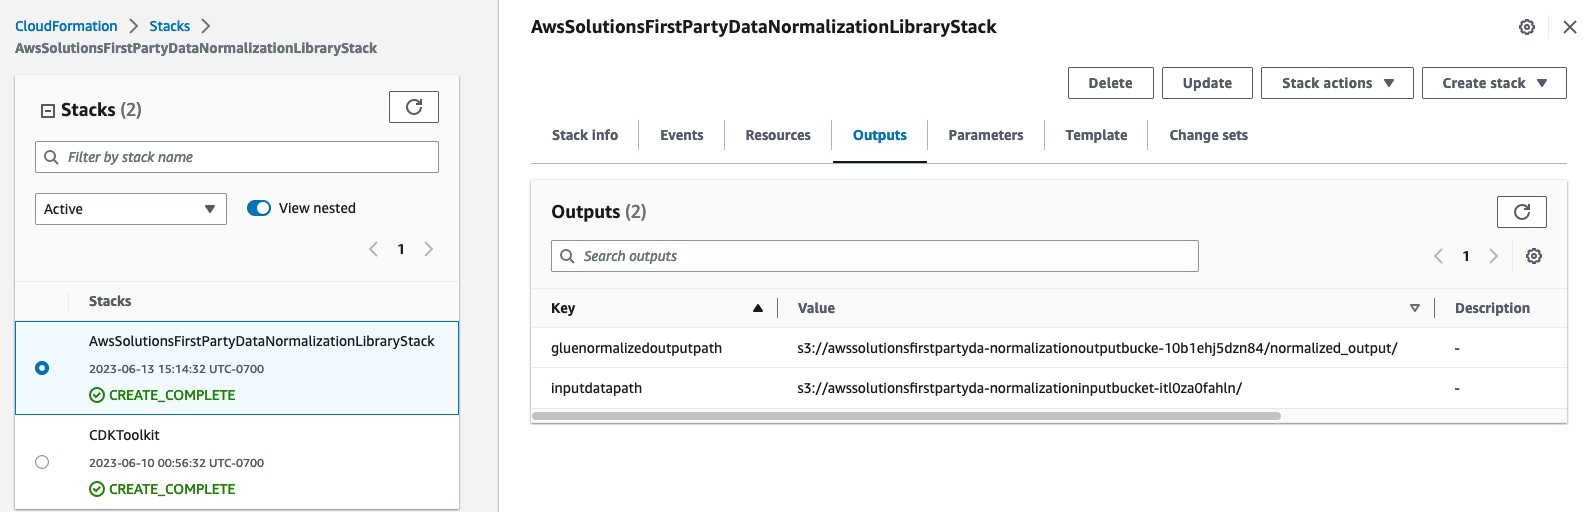 CloudFormation > Stacks >
AwsSolutionsFirstPartyDataNormalizationLibraryStack
Stacks (2)
Filter by stack name
Active
View nested
1
Stacks
AwsSolutionsFirstPartyDataNormalizationLibraryStack
2023-06-13 15:14:32 UTC-0700
CREATE_COMPLETE
CDKToolkit
2023-06-10 00:56:32 UTC-0700
CREATE_COMPLETE
AwsSolutionsFirstPartyDataNormalizationLibraryStack
Delete Update Stack actions Create stack
Stack info Events Resources Outputs Parameters Template Change sets
Outputs (2)
Search outputs
1
Key Value Description
gluenormalizedoutputpath s3://awssolutionsfirstpartyda-normalizationoutputbucke-10b1ehj5dzn84/normalized_output/ -
inputdatapath s3://awssolutionsfirstpartyda-normalizationinputbucket-itl0za0fahln/ -